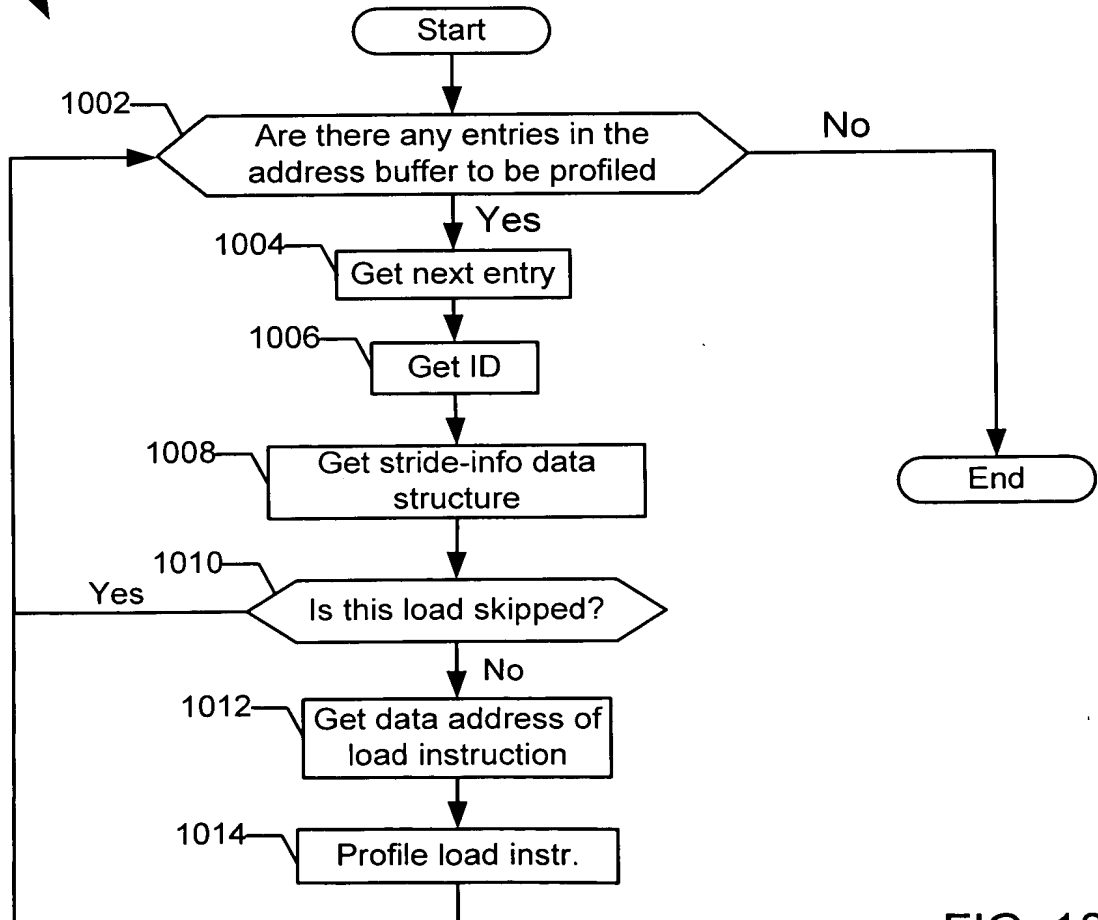 Start
1002
Are there any entries in the
address buffer to be profiled
No
Yes
1004
Get next entry
1006
Get ID
1008
Get stride-info data
structure
End
1010
Yes
Is this load skipped?
No
1012
Get data address of
load instruction
1014
Profile load instr.
FIG.